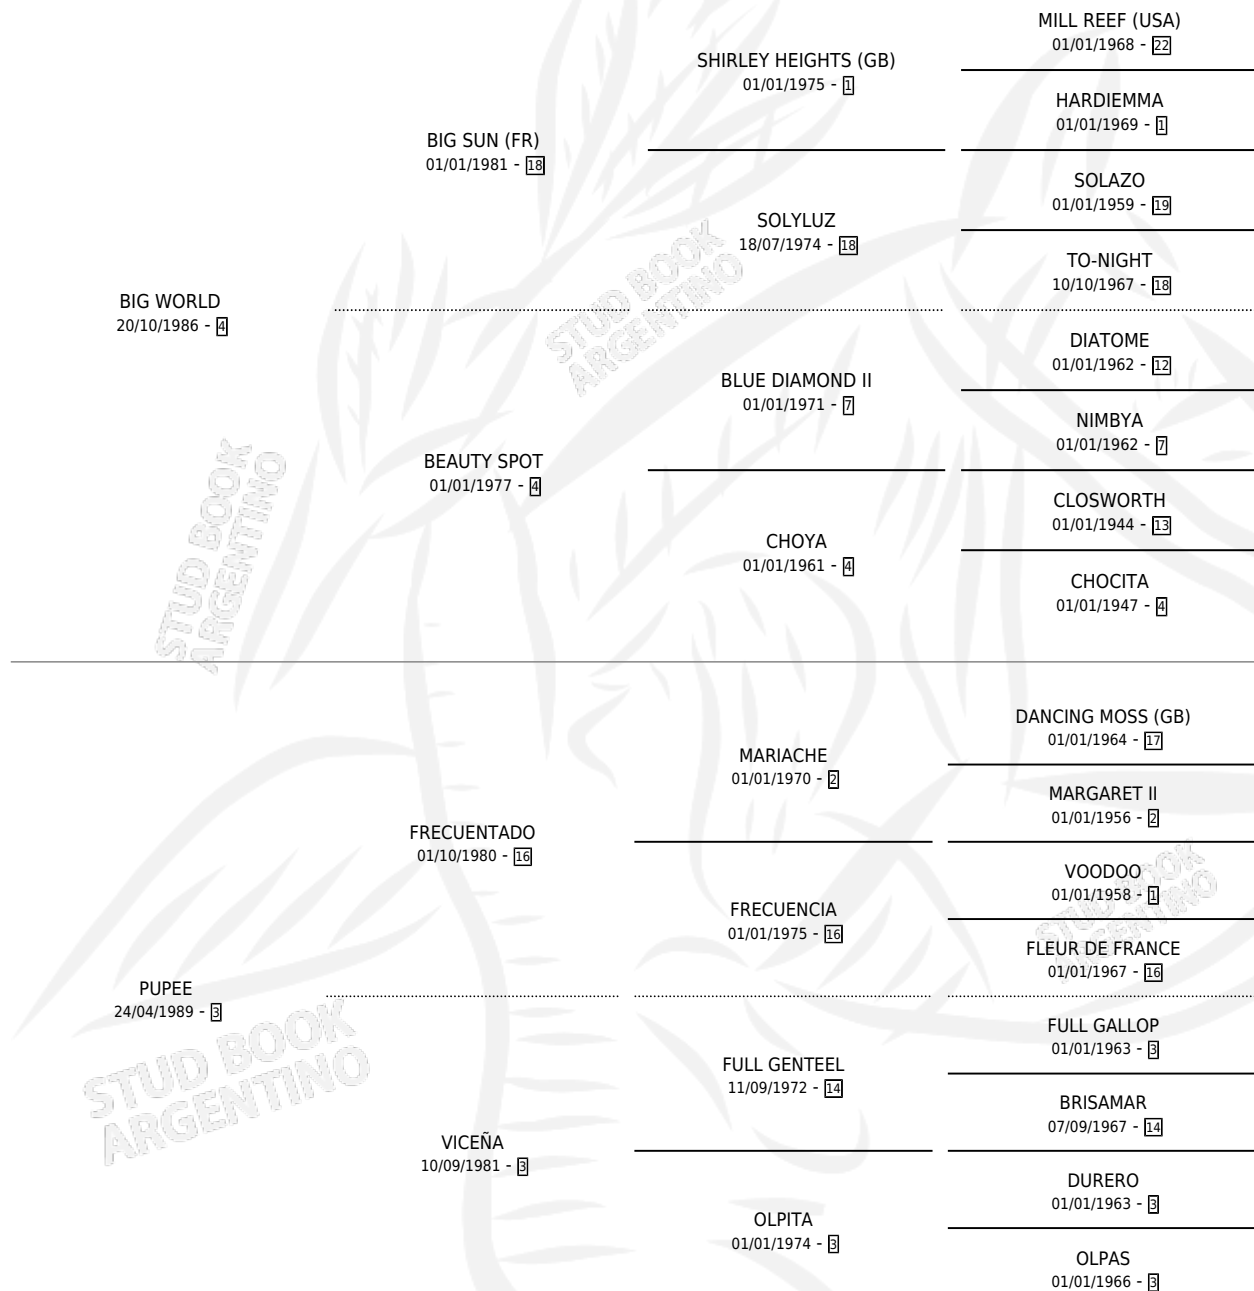 MILL REEF (USA)
01/01/1968 - 22
SHIRLEY HEIGHTS (GB)
01/01/1975 - 1
HARDIEMMA
01/01/1969 - 1
BIG SUN (FR)
01/01/1981 - 18
SOLAZO
01/01/1959 - 19
SOLYLUZ
18/07/1974 - 18
TO-NIGHT
10/10/1967 - 18
BIG WORLD
20/10/1986 - 4
DIATOME
01/01/1962 - 12
BLUE DIAMOND II
01/01/1971 - 7
NIMBYA
01/01/1962 - 7
BEAUTY SPOT
01/01/1977 - 4
CLOSWORTH
01/01/1944 - 13
CHOYA
01/01/1961 - 4
CHOCITA
01/01/1947 - 4
DANCING MOSS (GB)
01/01/1964 - 17
MARIACHE
01/01/1970 - 2
MARGARET II
01/01/1956 - 2
FRECUENTADO
01/10/1980 - 16
VOODOO
01/01/1958 - 1
FRECUENCIA
01/01/1975 - 16
FLEUR DE FRANCE
01/01/1967 - 16
PUPEE
24/04/1989 - 3
FULL GALLOP
01/01/1963 - 3
FULL GENTEEL
11/09/1972 - 14
BRISAMAR
07/09/1967 - 14
VICEÑA
10/09/1981 - 3
DURERO
01/01/1963 - 3
OLPITA
01/01/1974 - 3
OLPAS
01/01/1966 - 3
STUD BOOK
ARGENTINO
STUD BOOK
ARGENTINO
STUD BOOK
ARGENTINO
STUD BOOK
ARGENTINO